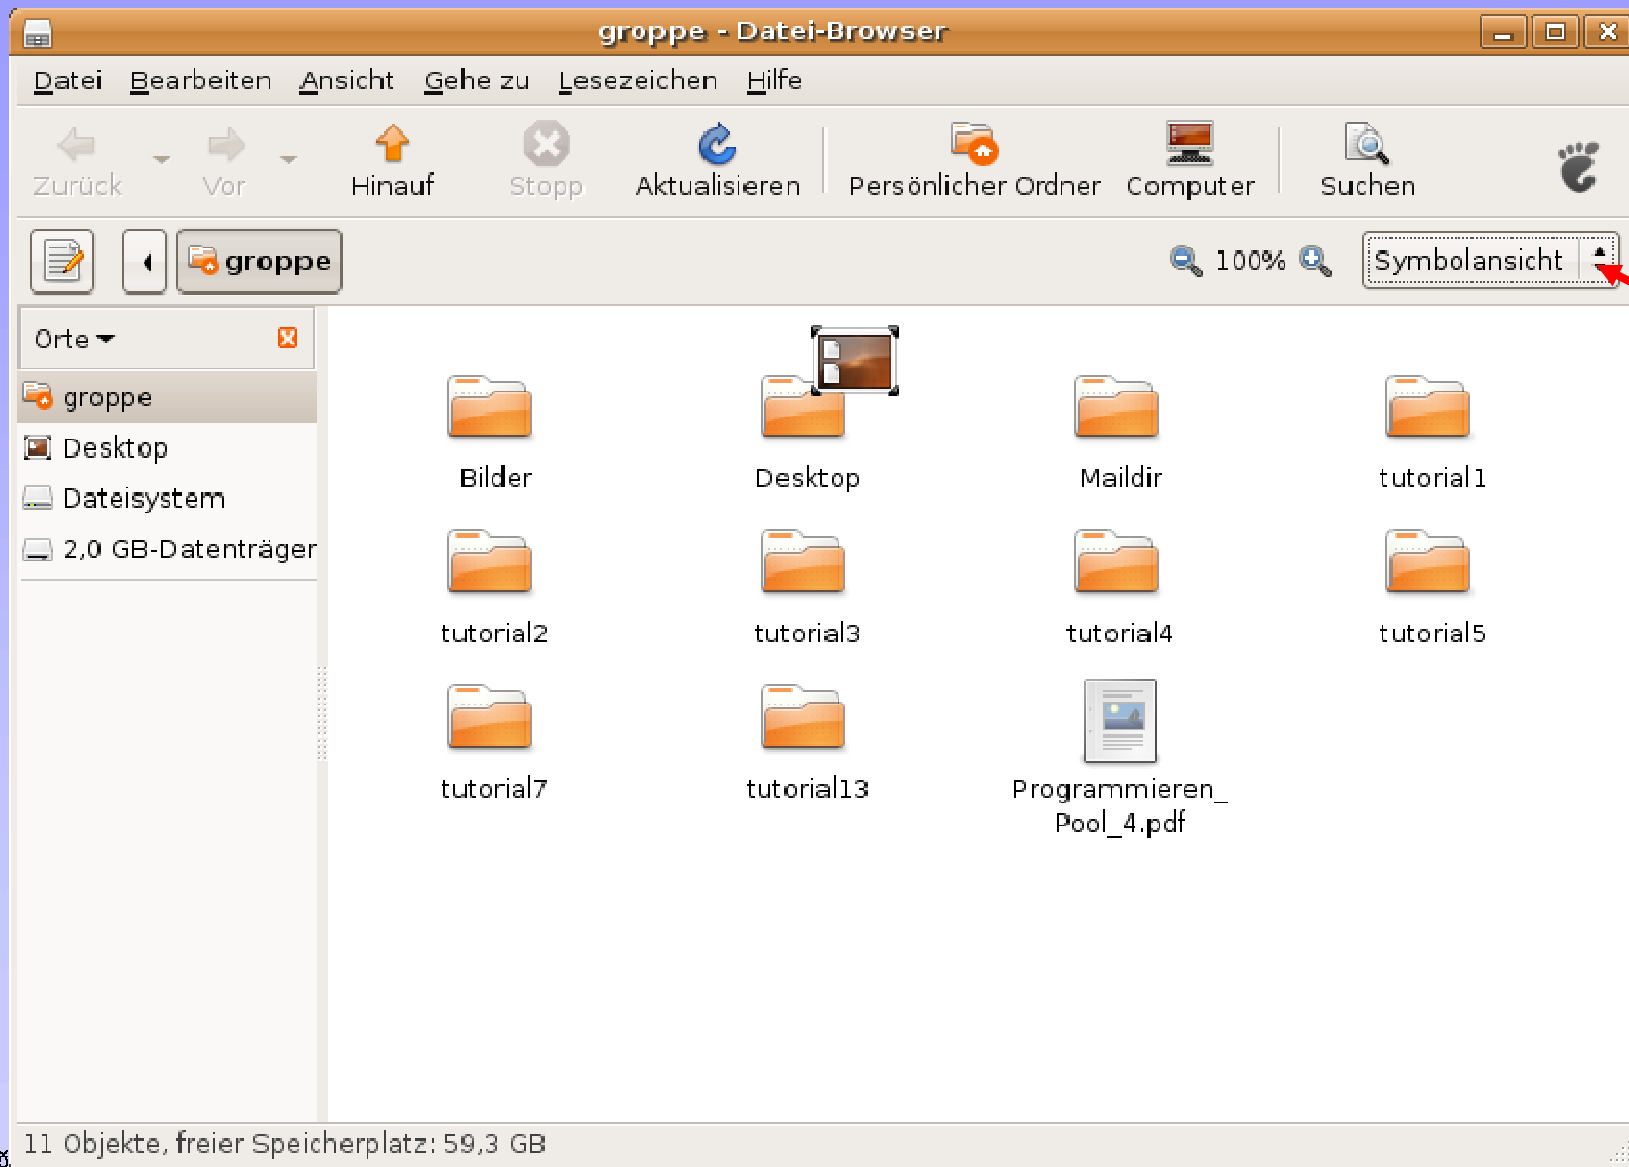 groppe - Datei-Browser
Datei Bearbeiten Ansicht Gehe zu Lesezeichen Hilfe
Zurück Vor Hinauf Stopp Aktualisieren Persönlicher Ordner Computer Suchen
groppe 100% Symbolansicht
Orte
groppe
Desktop
Dateisystem
2,0 GB-Datenträger
Bilder Desktop Maildir tutorial1
tutorial2 tutorial3 tutorial4 tutorial5
tutorial7 tutorial13 Programmieren_
Pool_4.pdf
11 Objekte, freier Speicherplatz: 59,3 GB